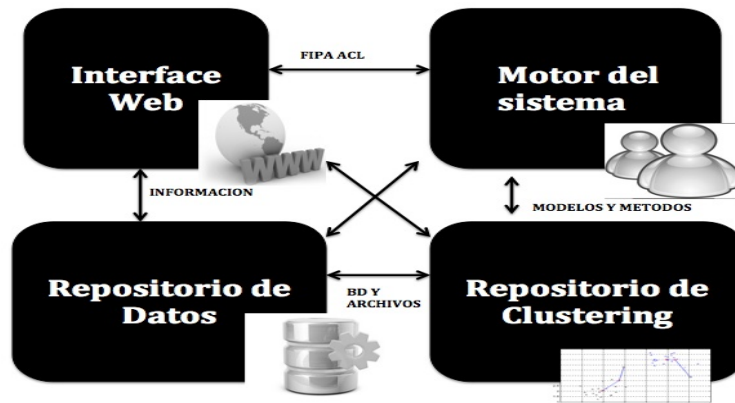 Interface
Web
FIPA ACL
Motor del
sistema
WWW
INFORMACION
MODELOS Y METODOS
Repositorio de
Datos
BD Y
ARCHIVOS
Repositorio de
Clustering